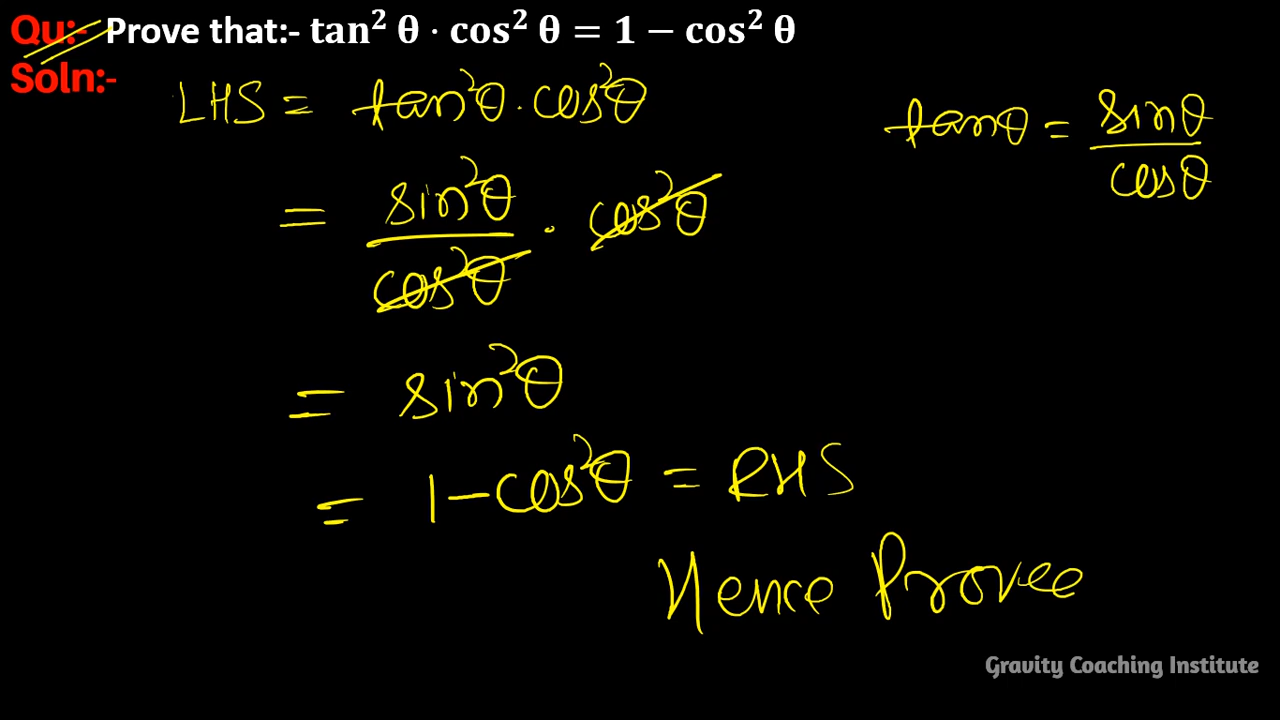 Qu:- Prove that:- tan² θ · cos² θ = 1 − cos² θ
Soln:-
LHS = tan²θ . cos²θ
tanθ = sinθ / cosθ
= sin²θ / cos²θ . cos²θ
= sin²θ
= 1 - cos²θ = RHS
Hence Prove
Gravity Coaching Institute